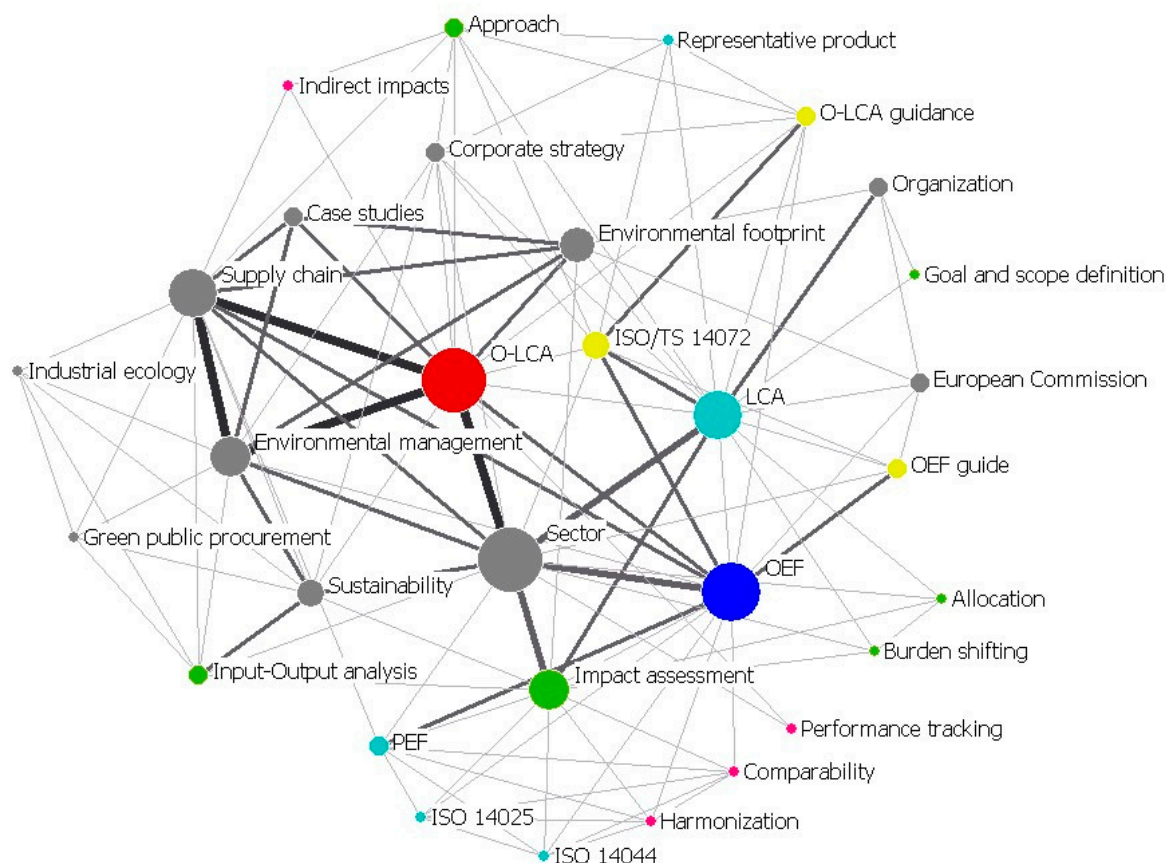 Approach
Representative product
Indirect impacts
O-LCA guidance
Corporate strategy
Organization
Case studies
Environmental footprint
Supply chain
Goal and scope definition
ISO/TS 14072
O-LCA
Industrial ecology
European Commission
LCA
Environmental management
OEF guide
Green public procurement
Sector
OEF
Sustainability
Allocation
Burden shifting
Input-Output analysis
Impact assessment
Performance tracking
PEF
Comparability
ISO 14025
Harmonization
ISO 14044